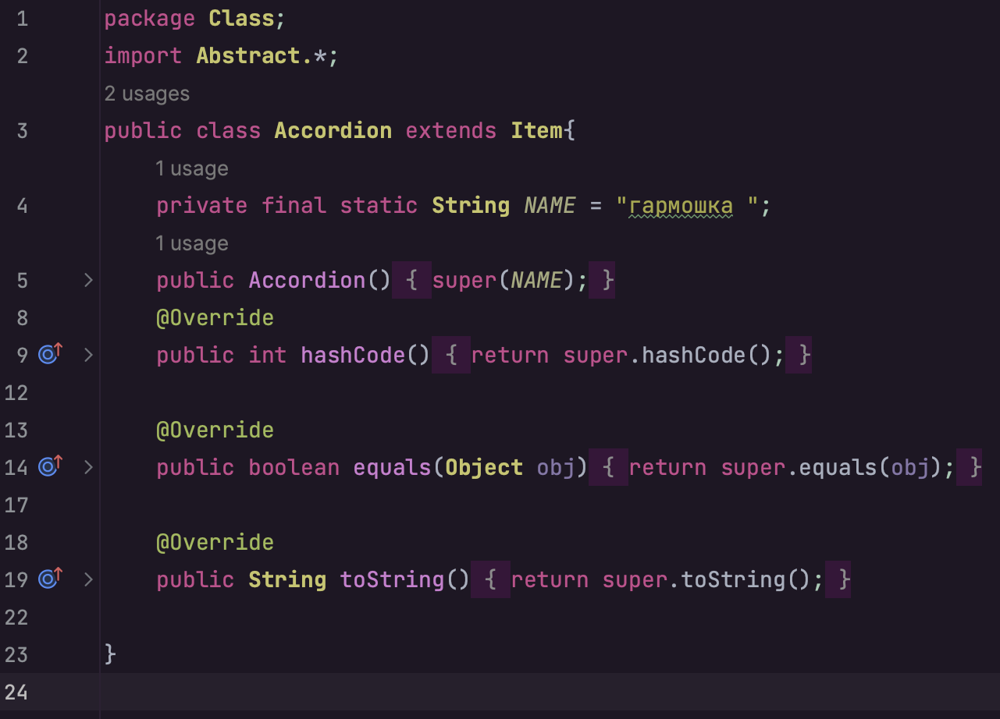 1 package Class;
2 import Abstract.*;
2 usages
3 public class Accordion extends Item{
1 usage
4 private final static String NAME = "гармошка ";
1 usage
5 public Accordion() { super(NAME); }
8 @Override
9 public int hashCode() { return super.hashCode(); }
12
13 @Override
14 public boolean equals(Object obj) { return super.equals(obj); }
17
18 @Override
19 public String toString() { return super.toString(); }
22
23 }
24